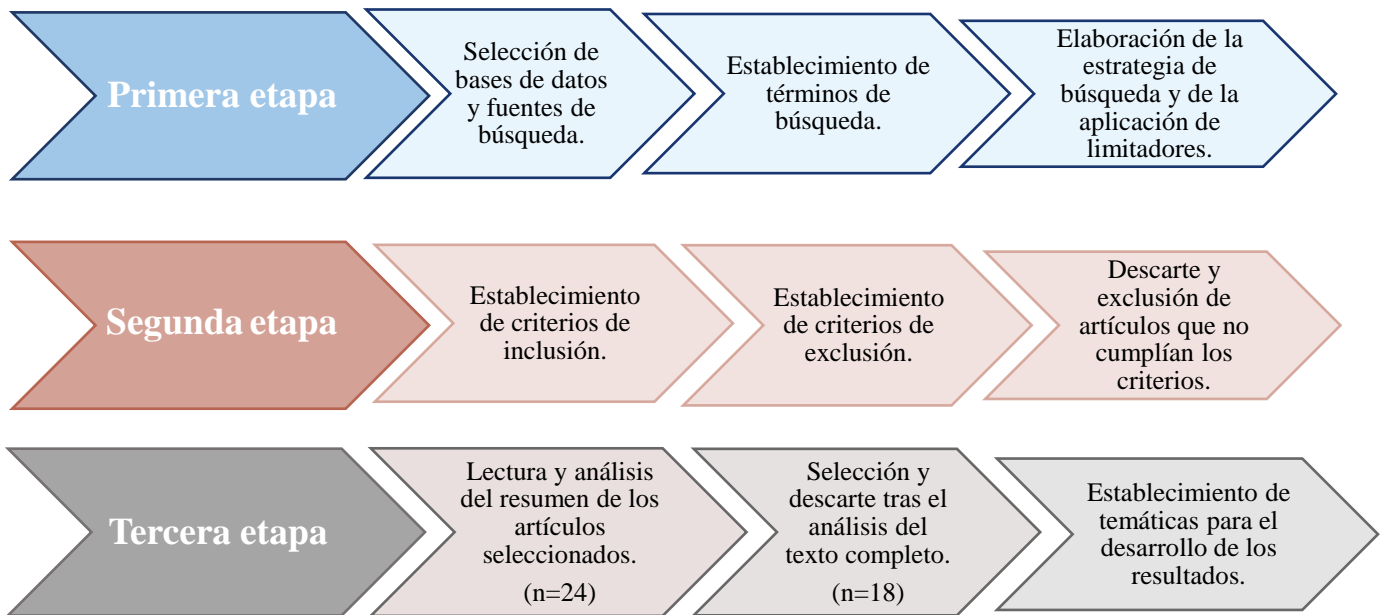 Primera etapa
Selección de
bases de datos
y fuentes de
búsqueda.
Establecimiento de
términos de
búsqueda.
Elaboración de la
estrategia de
búsqueda y de la
aplicación de
limitadores.
Segunda etapa
Establecimiento
de criterios de
inclusión.
Establecimiento
de criterios de
exclusión.
Descarte y
exclusión de
artículos que no
cumplían los
criterios.
Tercera etapa
Lectura y análisis
del resumen de los
artículos
seleccionados.
(n=24)
Selección y
descarte tras el
análisis del
texto completo.
(n=18)
Establecimiento de
temáticas para el
desarrollo de los
resultados.